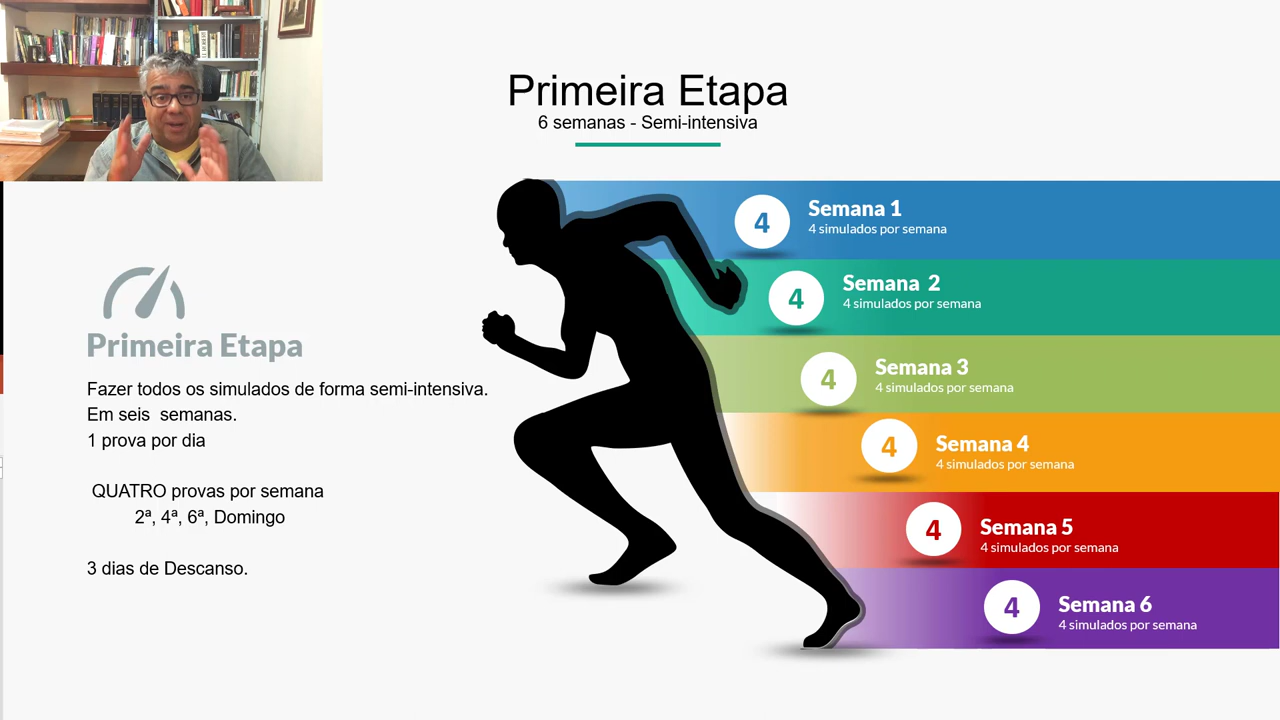 Primeira Etapa
6 semanas - Semi-intensiva
4
Semana 1
4 simulados por semana
4
Semana 2
4 simulados por semana
4
Semana 3
4 simulados por semana
4
Semana 4
4 simulados por semana
4
Semana 5
4 simulados por semana
4
Semana 6
4 simulados por semana
Primeira Etapa
Fazer todos os simulados de forma semi-intensiva.
Em seis semanas.
1 prova por dia
QUATRO provas por semana
2ª, 4ª, 6ª, Domingo
3 dias de Descanso.